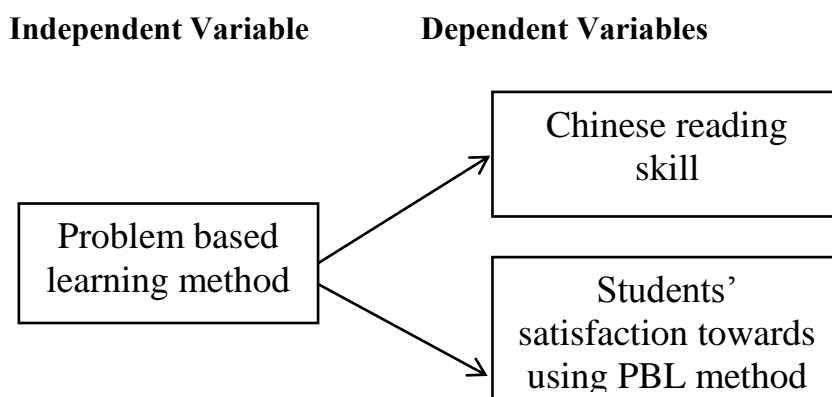 Independent Variable
Dependent Variables
Chinese reading
skill
Problem based
learning method
Students’
satisfaction towards
using PBL method